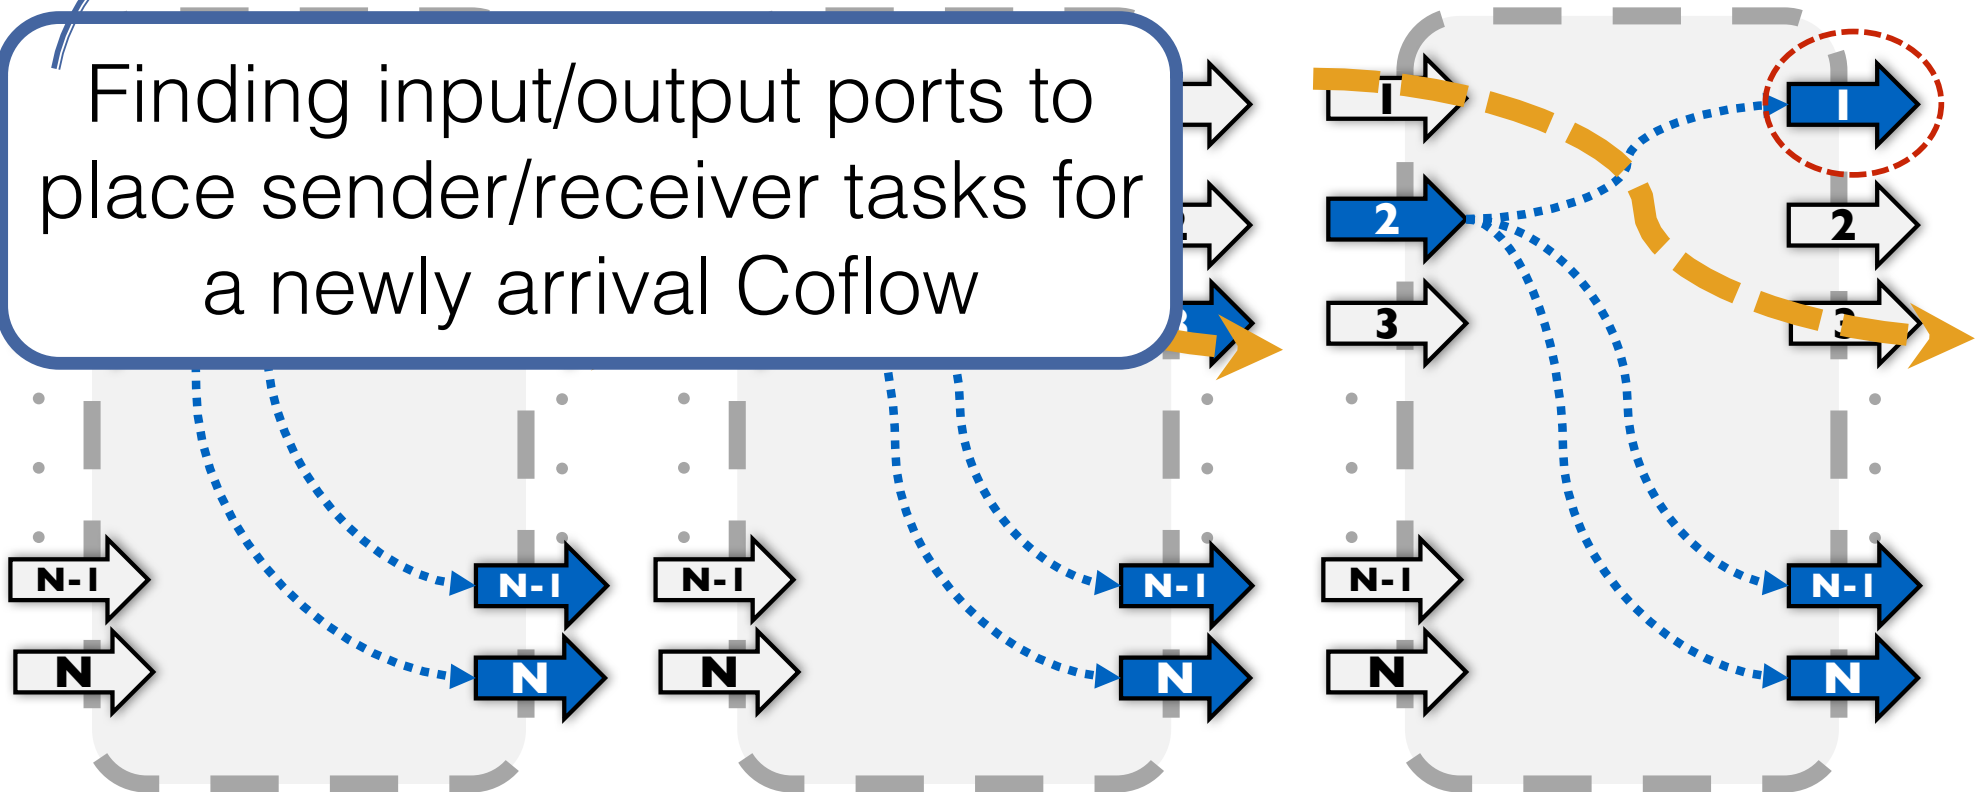 Finding input/output ports to
place sender/receiver tasks for
a newly arrival Coflow
1
1
2
2
3
3
N-1
N-1
N-1
N-1
N-1
N-1
N
N
N
N
N
N